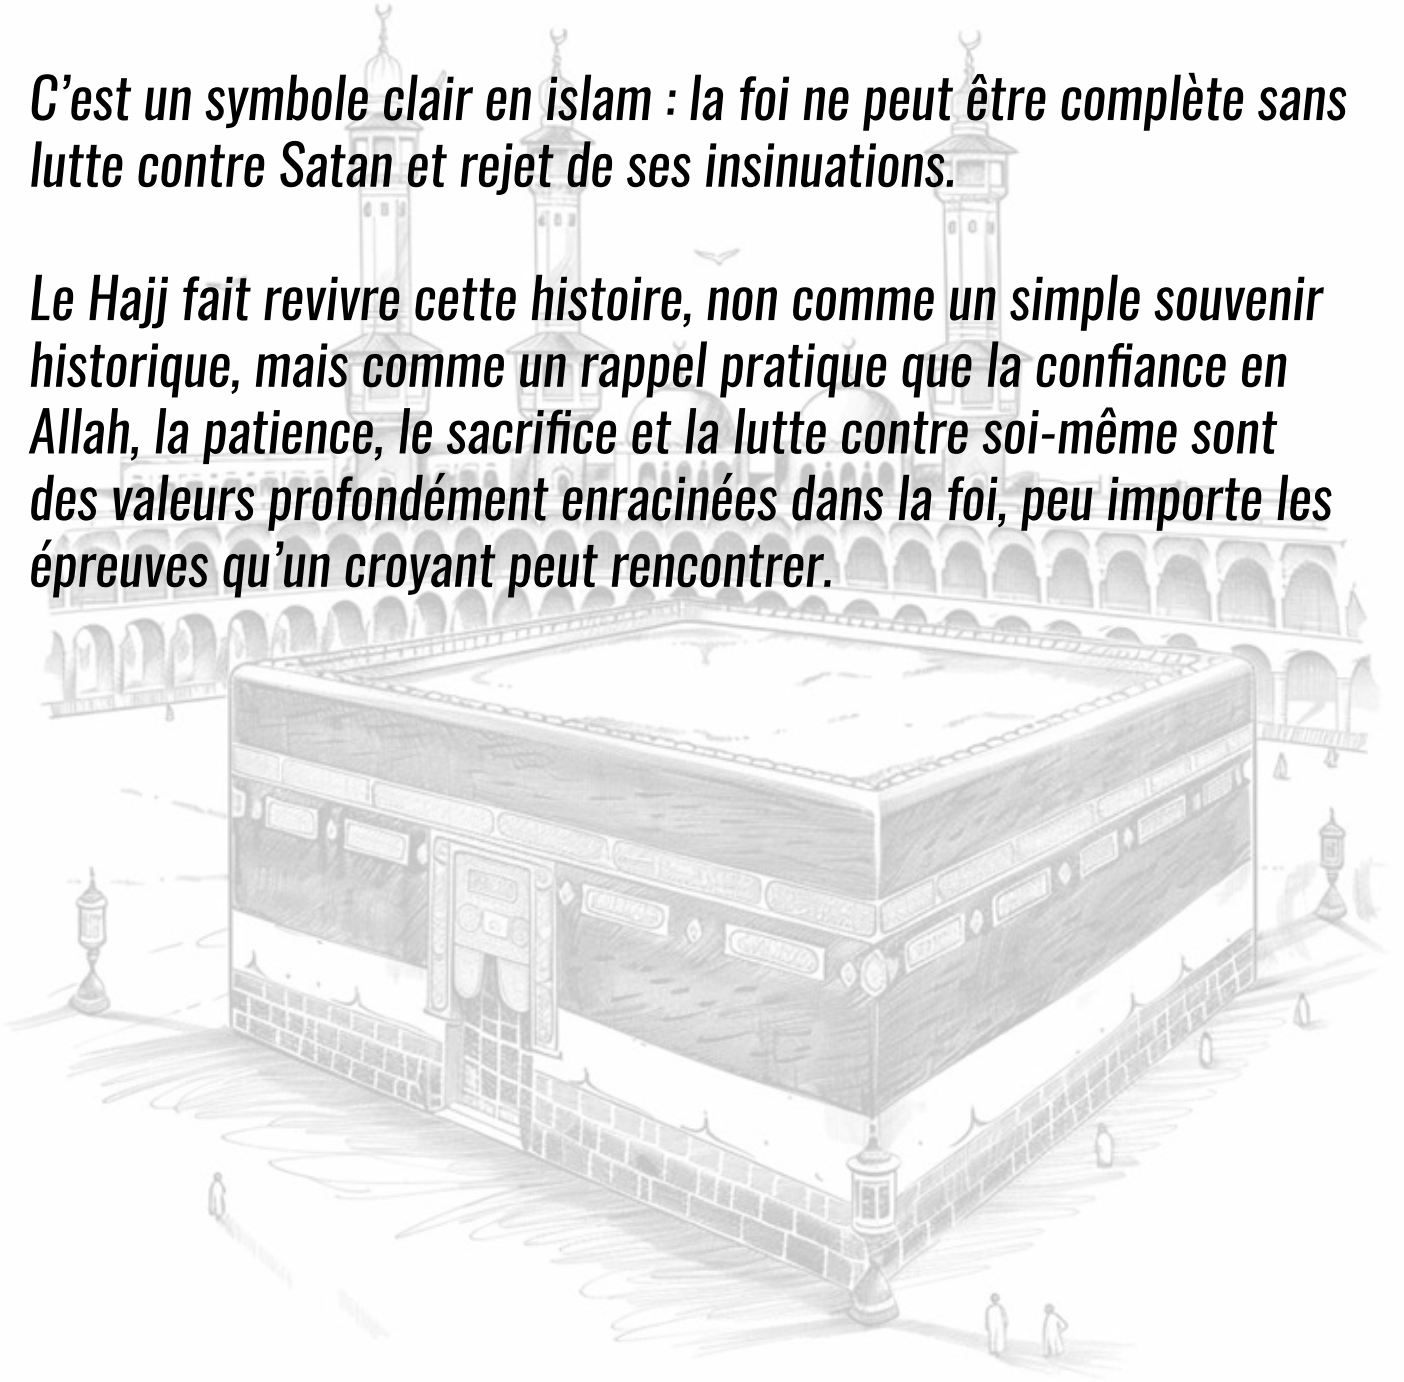 C’est un symbole clair en islam : la foi ne peut être complète sans
lutte contre Satan et rejet de ses insinuations.
Le Hajj fait revivre cette histoire, non comme un simple souvenir
historique, mais comme un rappel pratique que la confiance en
Allah, la patience, le sacrifice et la lutte contre soi-même sont
des valeurs profondément enracinées dans la foi, peu importe les
épreuves qu’un croyant peut rencontrer.